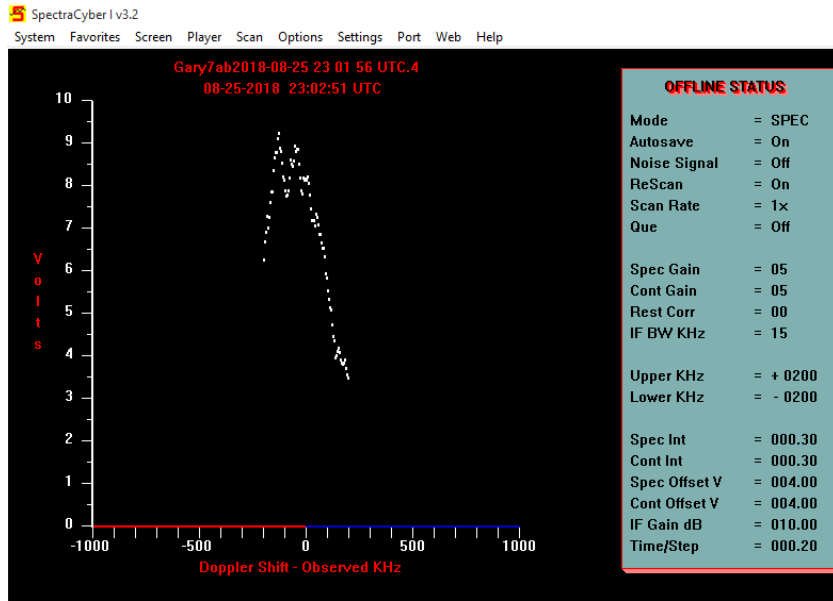 SpectraCyber I v3.2
System Favorites Screen Player Scan Options Settings Port Web Help
Gary7ab2018-08-25 23 01 56 UTC.4
08-25-2018 23:02:51 UTC
10
9
8
7
6
5
4
3
2
1
0
Volts
-1000 -500 0 500 1000
Doppler Shift - Observed KHz
OFFLINE STATUS
Mode = SPEC
Autosave = On
Noise Signal = Off
ReScan = On
Scan Rate = 1x
Que = Off
Spec Gain = 05
Cont Gain = 05
Rest Corr = 00
IF BW KHz = 15
Upper KHz = + 0200
Lower KHz = - 0200
Spec Int = 000.30
Cont Int = 000.30
Spec Offset V = 004.00
Cont Offset V = 004.00
IF Gain dB = 010.00
Time/Step = 000.20